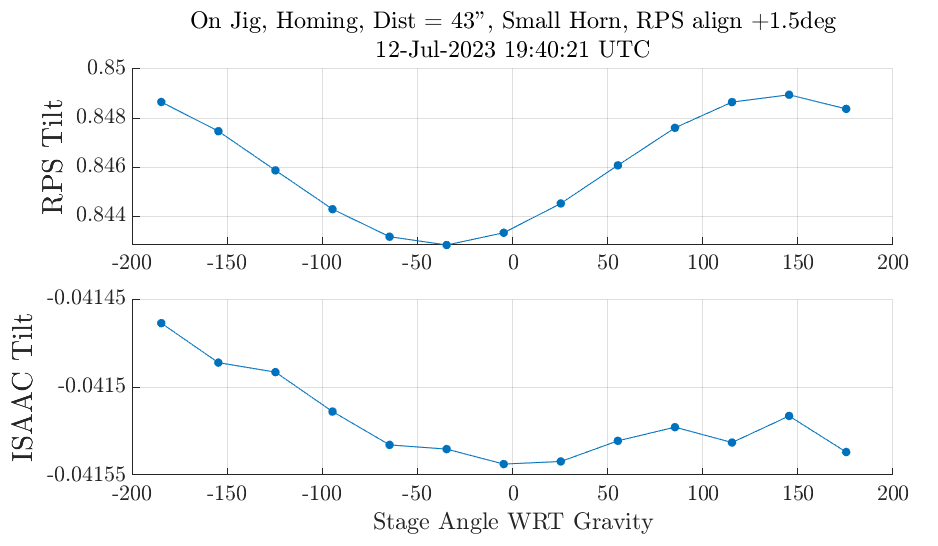 On Jig, Homing, Dist = 43”, Small Horn, RPS align +1.5deg
12-Jul-2023 19:40:21 UTC
RPS Tilt
0.85
0.848
0.846
0.844
-200 -150 -100 -50 0 50 100 150 200
ISAAC Tilt
-0.04145
-0.0415
-0.04155
-200 -150 -100 -50 0 50 100 150 200
Stage Angle WRT Gravity